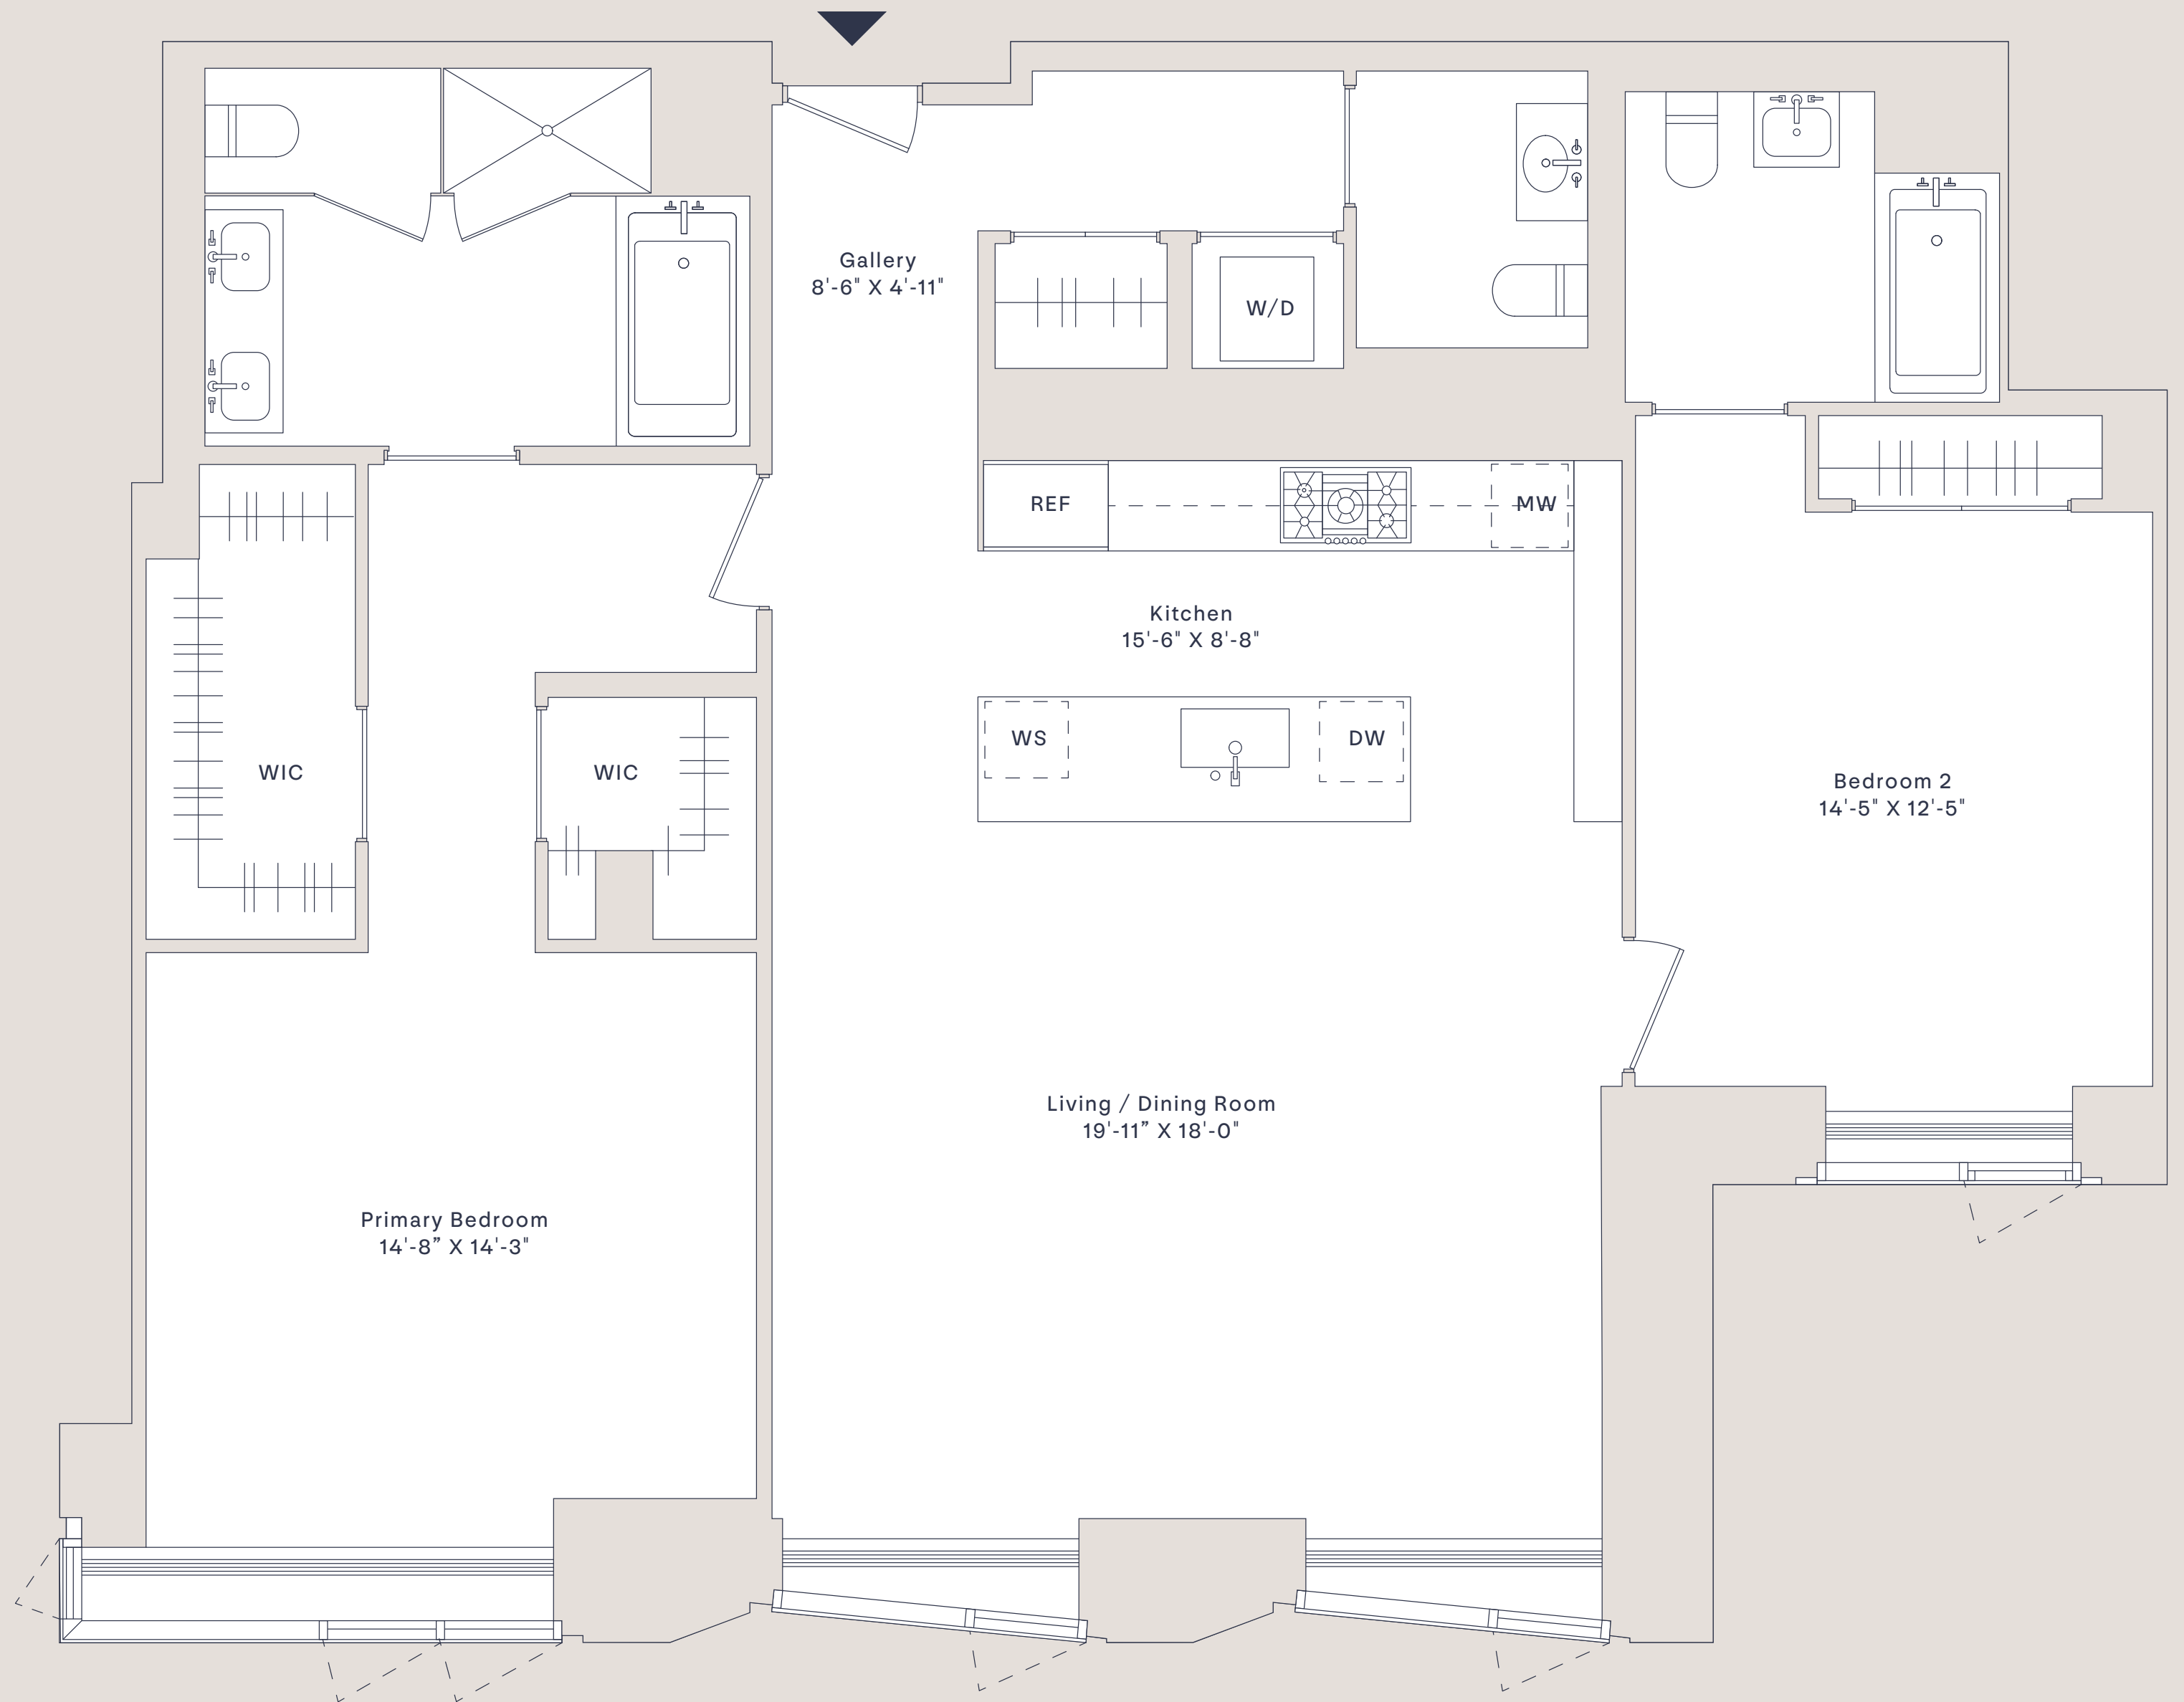 Gallery
8'-6" X 4'-11"
W/D
REF
MW
Kitchen
15'-6" X 8'-8"
WS
DW
WIC
WIC
Bedroom 2
14'-5" X 12'-5"
Living / Dining Room
19'-11” X 18'-0"
Primary Bedroom
14'-8” X 14'-3"